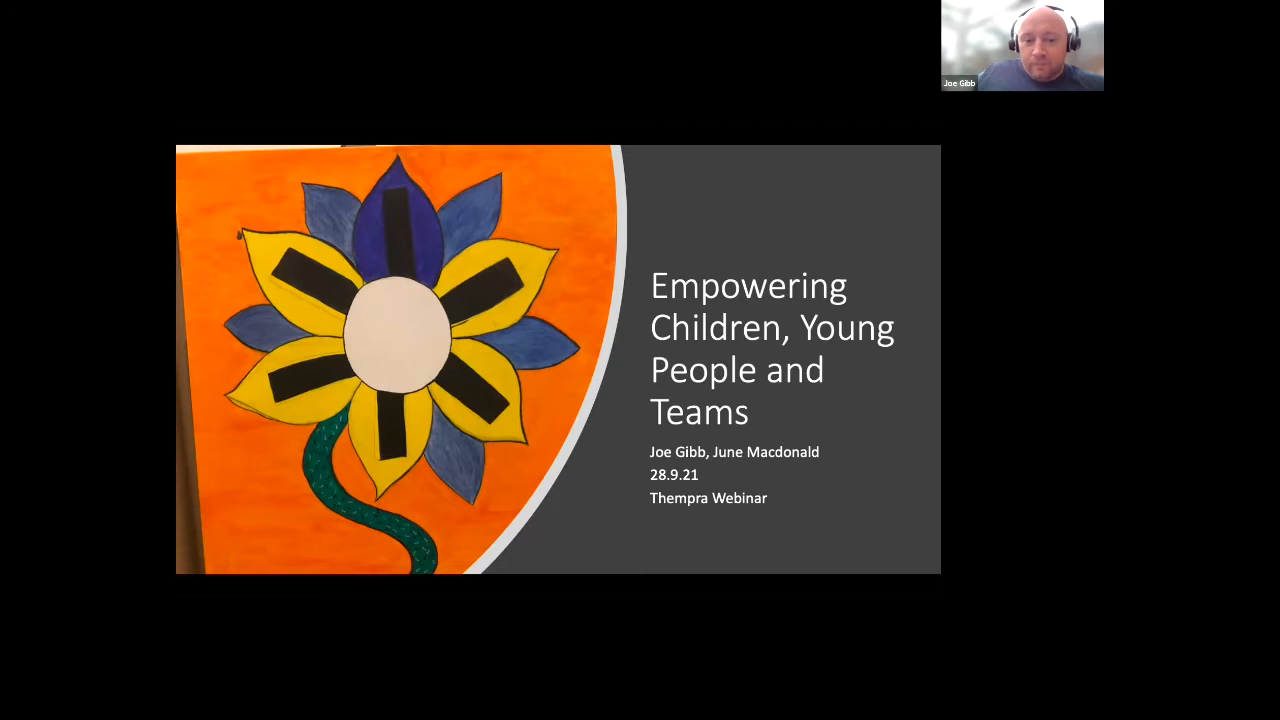 Joe Gibb
Empowering
Children, Young
People and
Teams
Joe Gibb, June Macdonald
28.9.21
Thempra Webinar